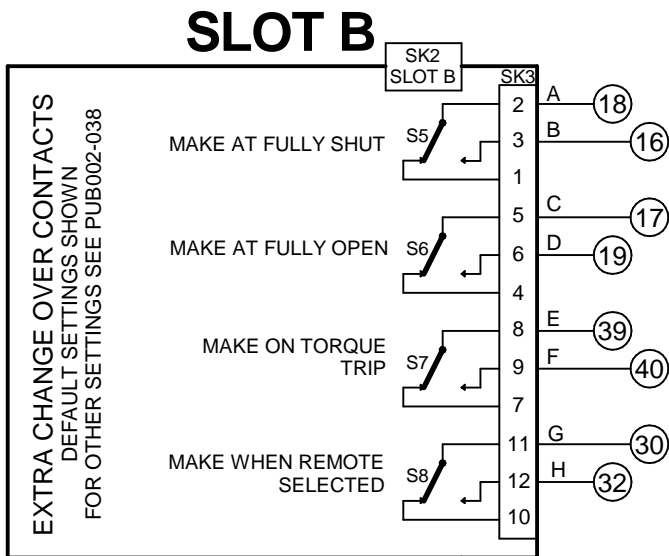 SLOT B
SK2
SLOT B
SK3
EXTRA CHANGE OVER CONTACTS
DEFAULT SETTINGS SHOWN
FOR OTHER SETTINGS SEE PUB002-038
MAKE AT FULLY SHUT
S5
2 A 18
3 B 16
1
MAKE AT FULLY OPEN
S6
5 C 17
6 D 19
4
MAKE ON TORQUE
TRIP
S7
8 E 39
9 F 40
7
MAKE WHEN REMOTE
SELECTED
S8
11 G 30
12 H 32
10